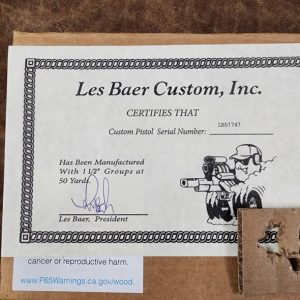 Les Baer Custom, Inc.
CERTIFIES THAT
Custom Pistol Serial Number: LBS1747
Has Been Manufactured
With 1 1/2" Groups at
50 Yards.
Les Baer, President
cancer or reproductive harm.
www.P65Warnings.ca.gov/wood.